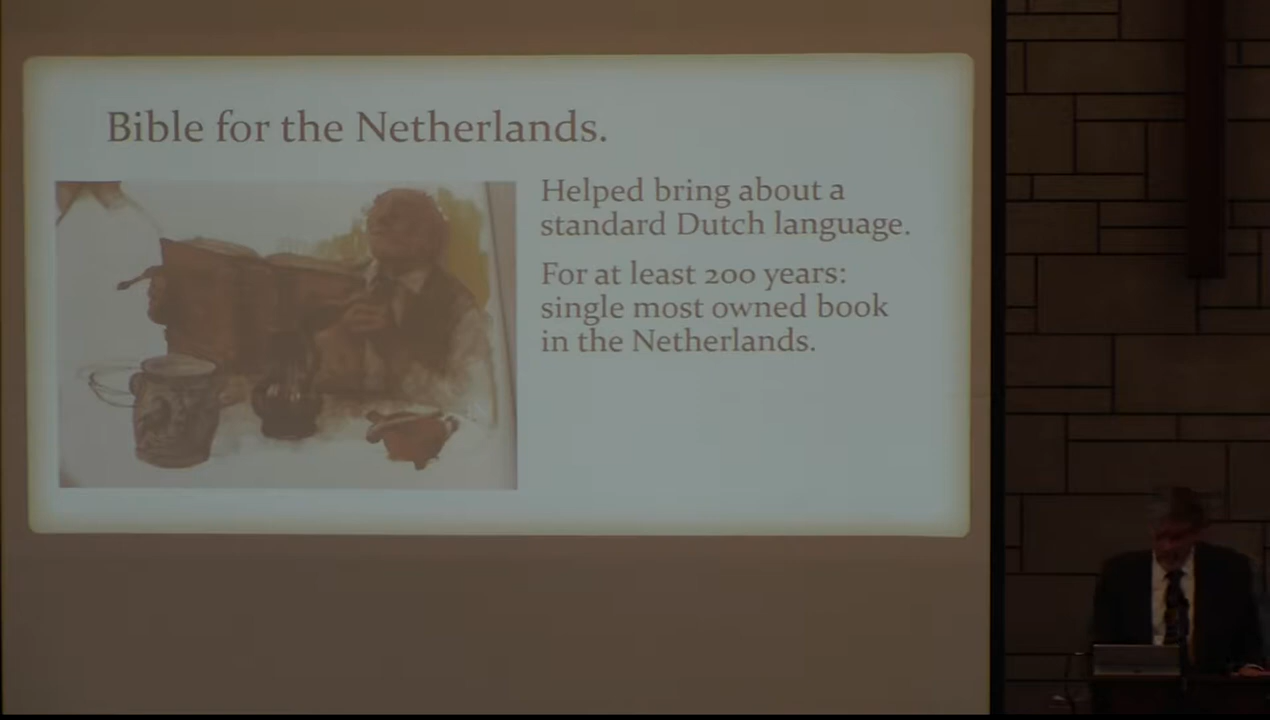 Bible for the Netherlands.
Helped bring about a
standard Dutch language.
For at least 200 years:
single most owned book
in the Netherlands.